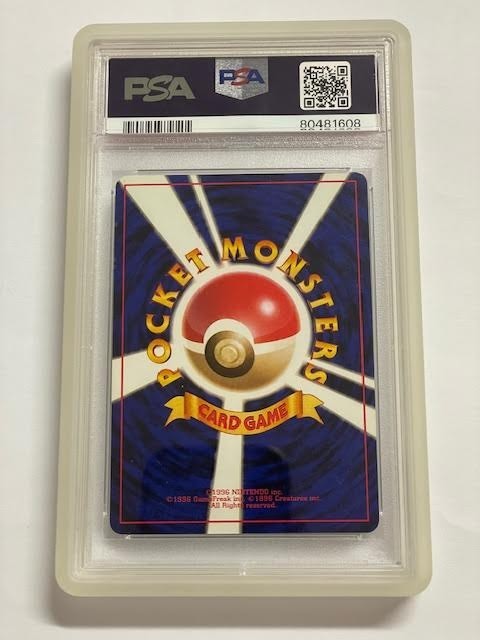 PSA
PSA
80481608
POCKET MONSTERS
CARD GAME
©1996 NINTENDO inc.
©1996 GameFreak inc. ©1996 Creatures inc.
All Rights reserved.